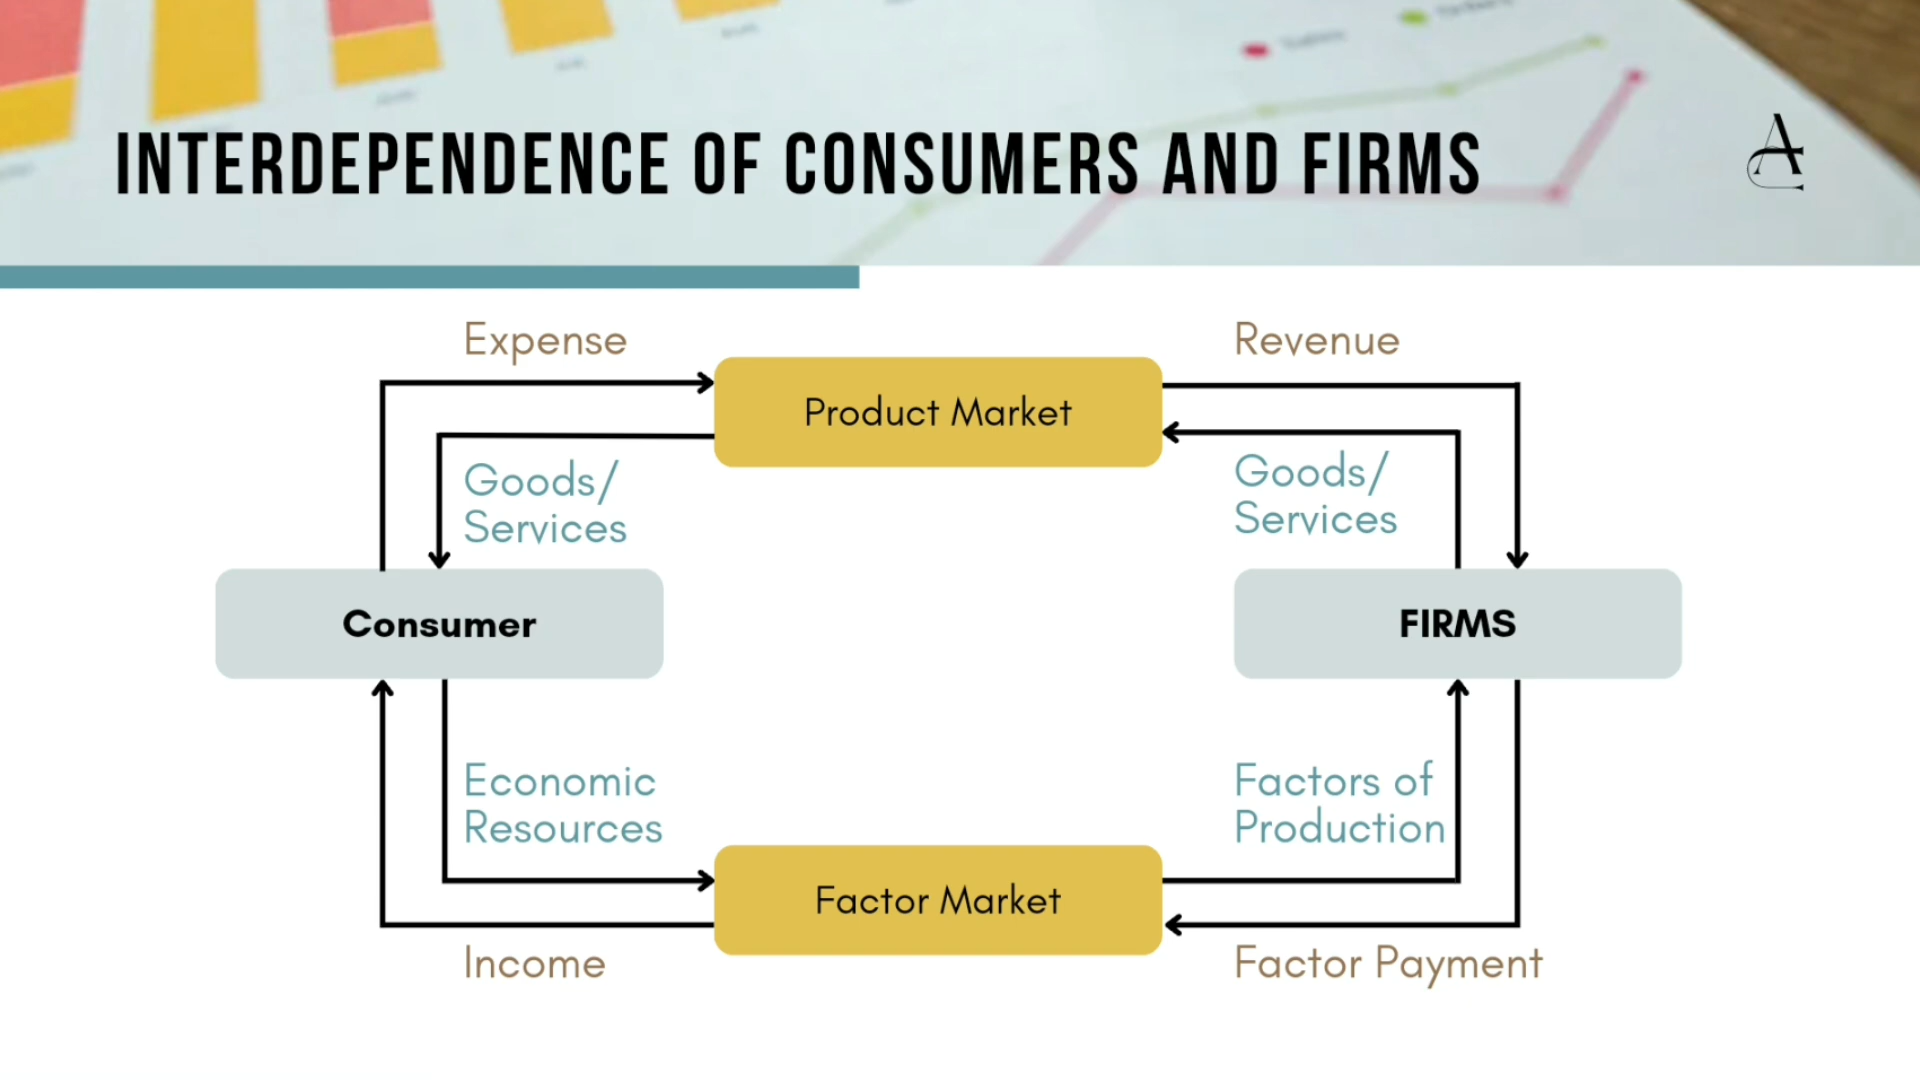 INTERDEPENDENCE OF CONSUMERS AND FIRMS
Expense
Revenue
Product Market
Goods/
Services
Goods/
Services
Consumer
FIRMS
Economic
Resources
Factors of
Production
Factor Market
Income
Factor Payment